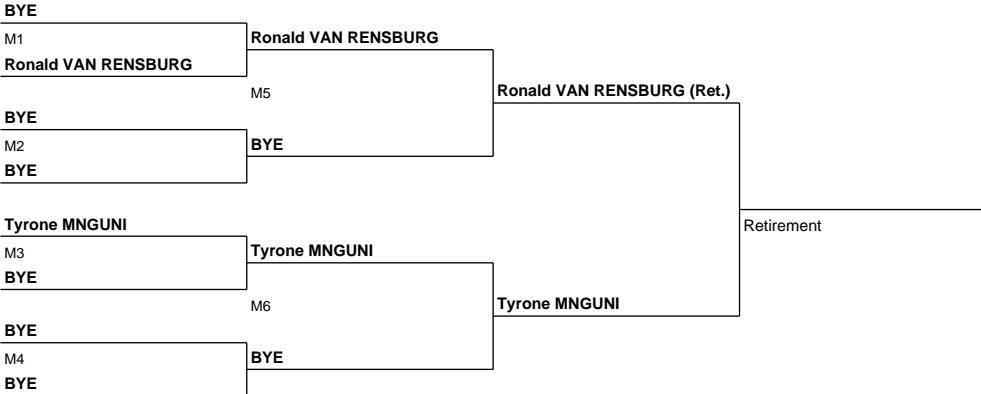 BYE
M1
Ronald VAN RENSBURG
Ronald VAN RENSBURG
M5
BYE
M2
BYE
BYE
Ronald VAN RENSBURG (Ret.)
Tyrone MNGUNI
M3
BYE
Tyrone MNGUNI
M6
BYE
M4
BYE
BYE
Tyrone MNGUNI
Retirement